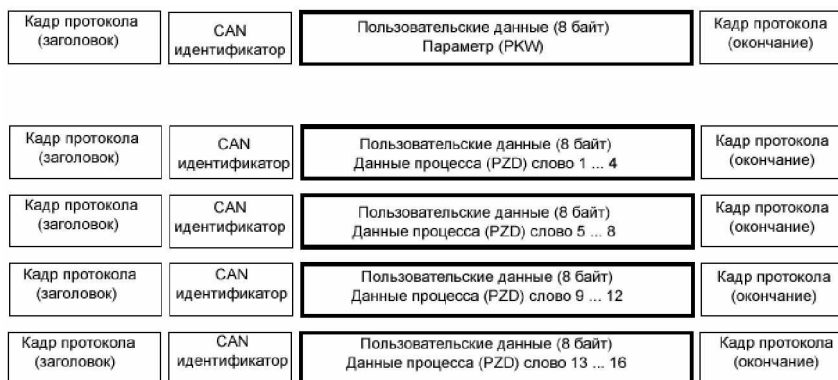 Кадр протокола (заголовок) CAN идентификатор Пользовательские данные (8 байт) Параметр (PKW) Кадр протокола (окончание)
Кадр протокола (заголовок) CAN идентификатор Пользовательские данные (8 байт) Данные процесса (PZD) слово 1 ... 4 Кадр протокола (окончание)
Кадр протокола (заголовок) CAN идентификатор Пользовательские данные (8 байт) Данные процесса (PZD) слово 5 ... 8 Кадр протокола (окончание)
Кадр протокола (заголовок) CAN идентификатор Пользовательские данные (8 байт) Данные процесса (PZD) слово 9 ... 12 Кадр протокола (окончание)
Кадр протокола (заголовок) CAN идентификатор Пользовательские данные (8 байт) Данные процесса (PZD) слово 13 ... 16 Кадр протокола (окончание)